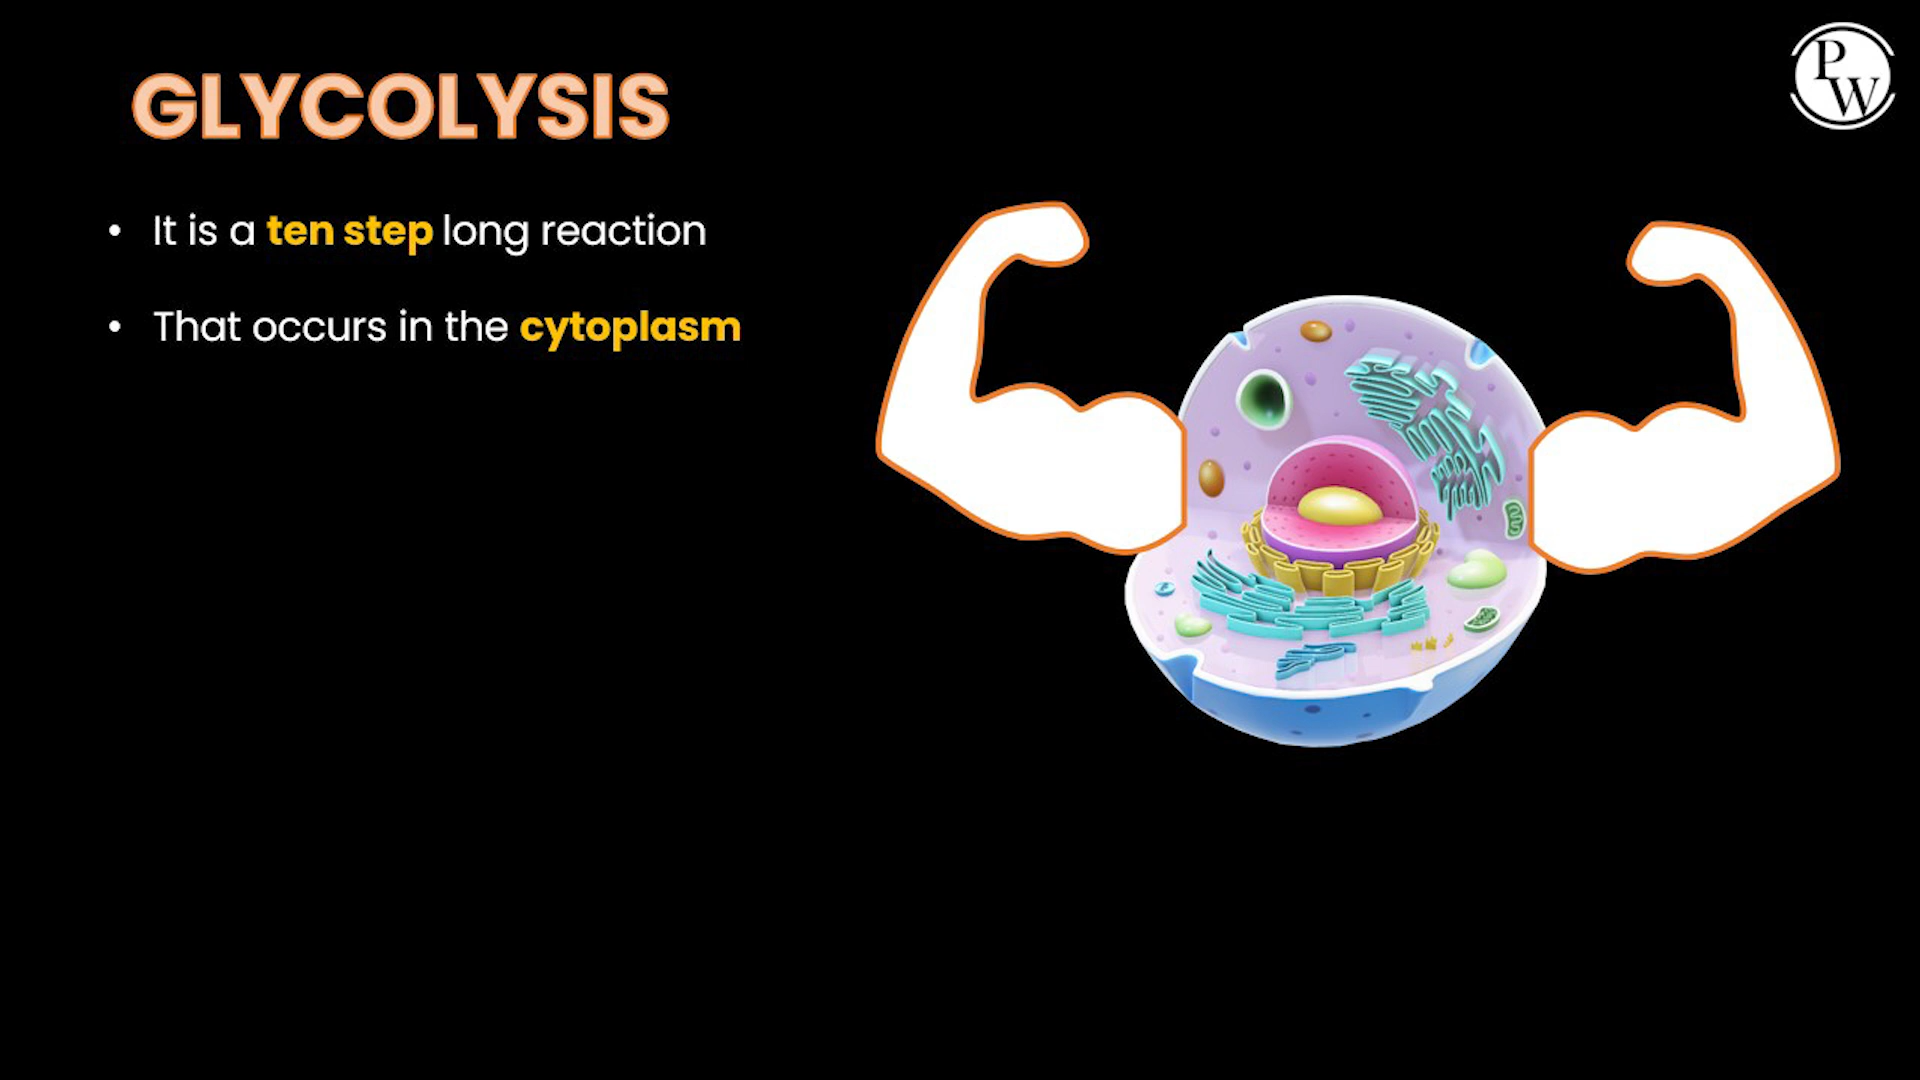 GLYCOLYSIS
PW
• It is a ten step long reaction
• That occurs in the cytoplasm